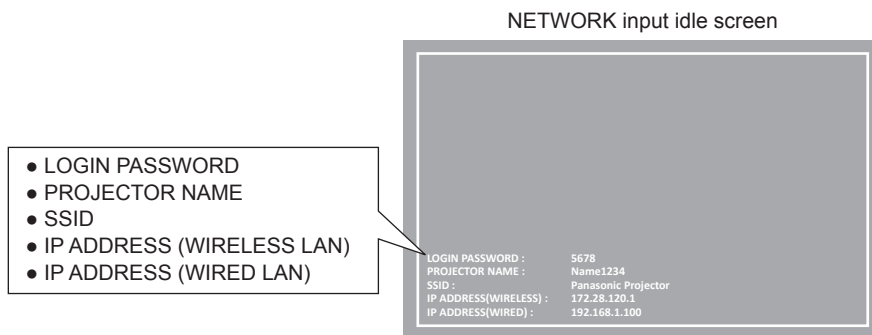 NETWORK input idle screen
● LOGIN PASSWORD
● PROJECTOR NAME
● SSID
● IP ADDRESS (WIRELESS LAN)
● IP ADDRESS (WIRED LAN)
LOGIN PASSWORD : 5678
PROJECTOR NAME : Name1234
SSID : Panasonic Projector
IP ADDRESS(WIRELESS) : 172.28.120.1
IP ADDRESS(WIRED) : 192.168.1.100